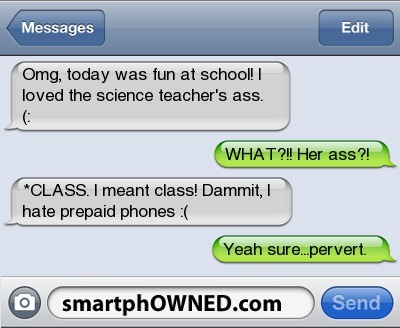 Messages
Edit
Omg, today was fun at school! I
loved the science teacher's ass.
(:
WHAT?!! Her ass?!
*CLASS. I meant class! Dammit, I
hate prepaid phones :(
Yeah sure...pervert.
smartphOWNED.com
Send